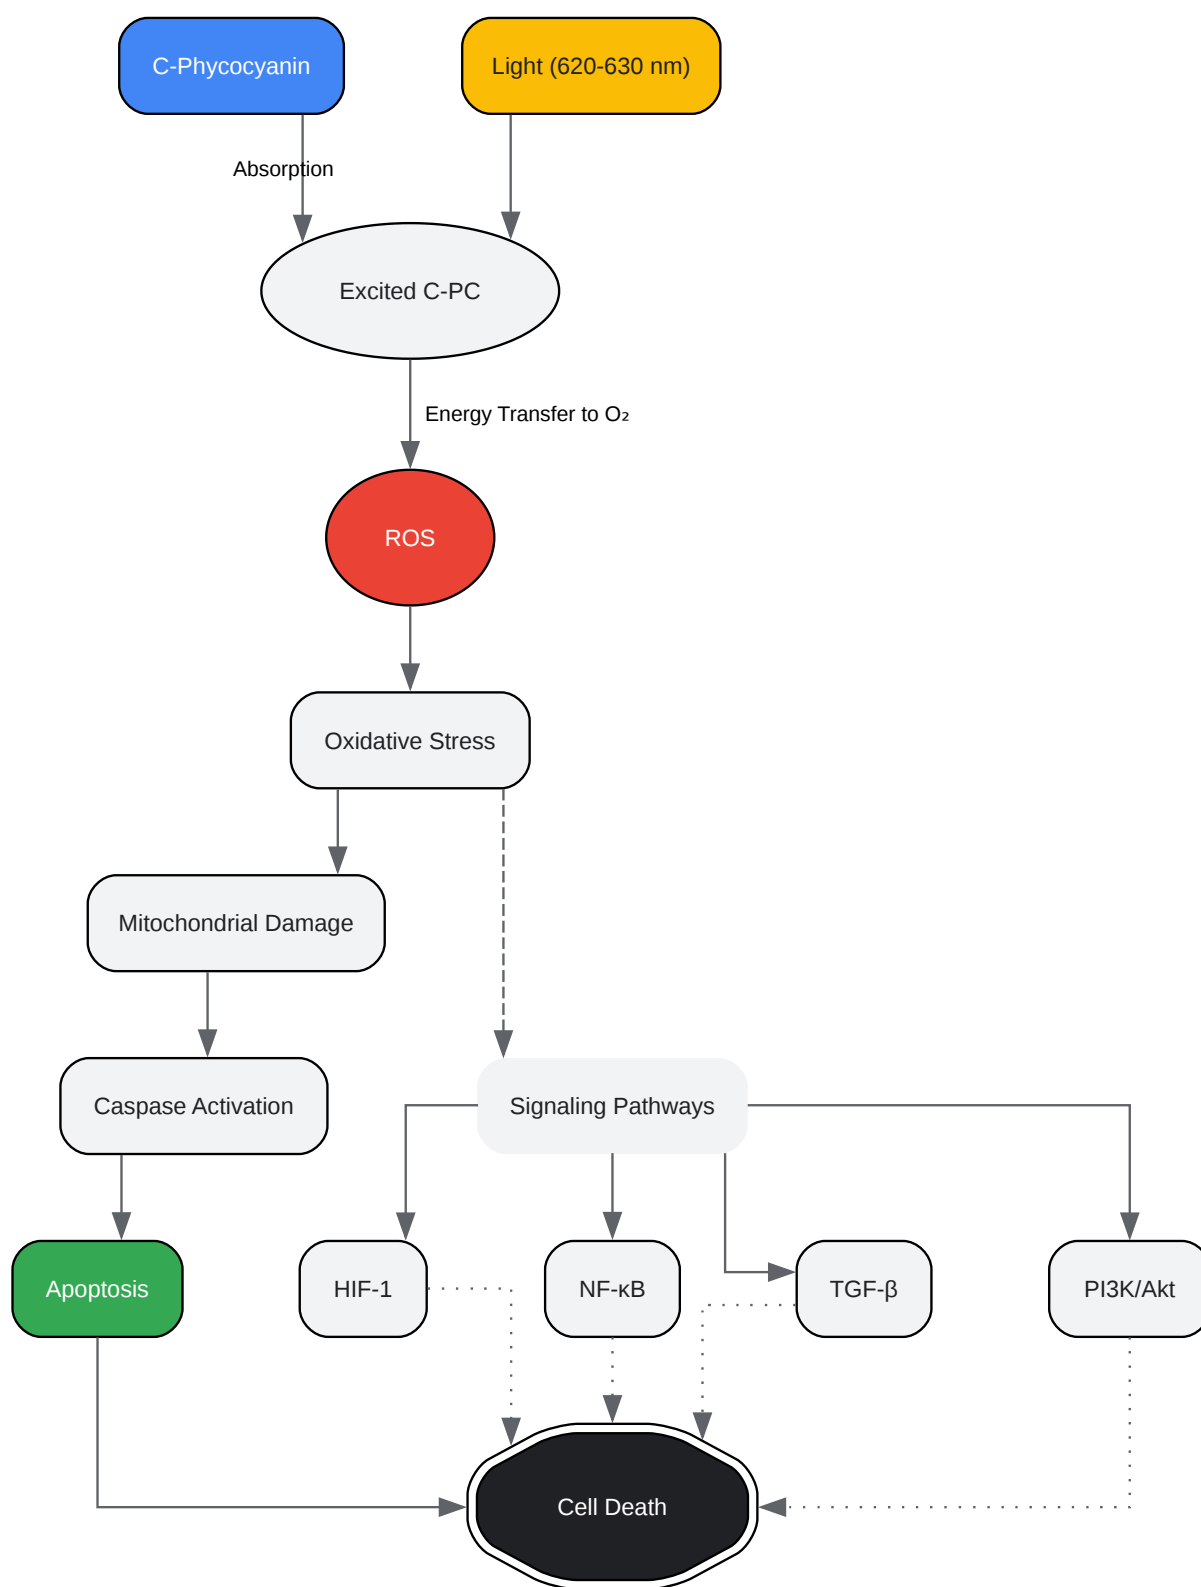 C-Phycocyanin
Light (620-630 nm)
Absorption
Excited C-PC
Energy Transfer to O₂
ROS
Oxidative Stress
Mitochondrial Damage
Caspase Activation
Signaling Pathways
Apoptosis
HIF-1
NF-κB
TGF-β
PI3K/Akt
Cell Death